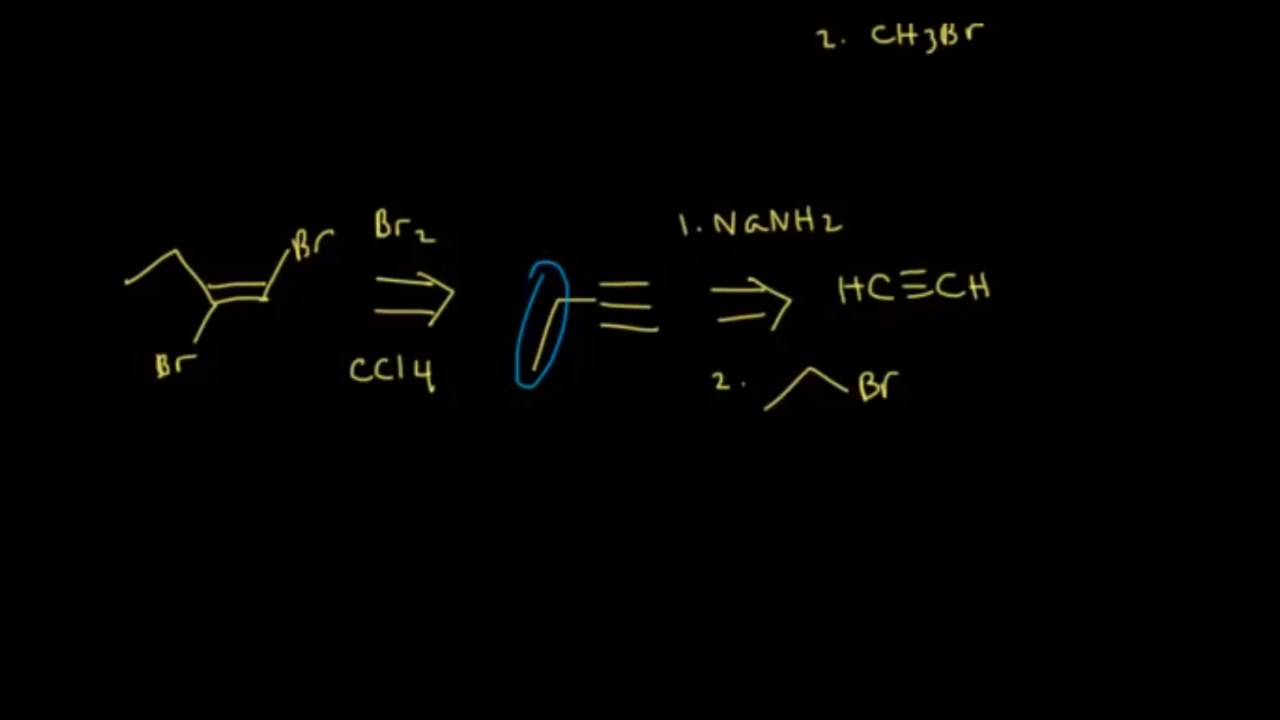 2. CH3Br
Br
Br2
1. NaNH2
HC≡CH
Br
CCl4
2.
Br